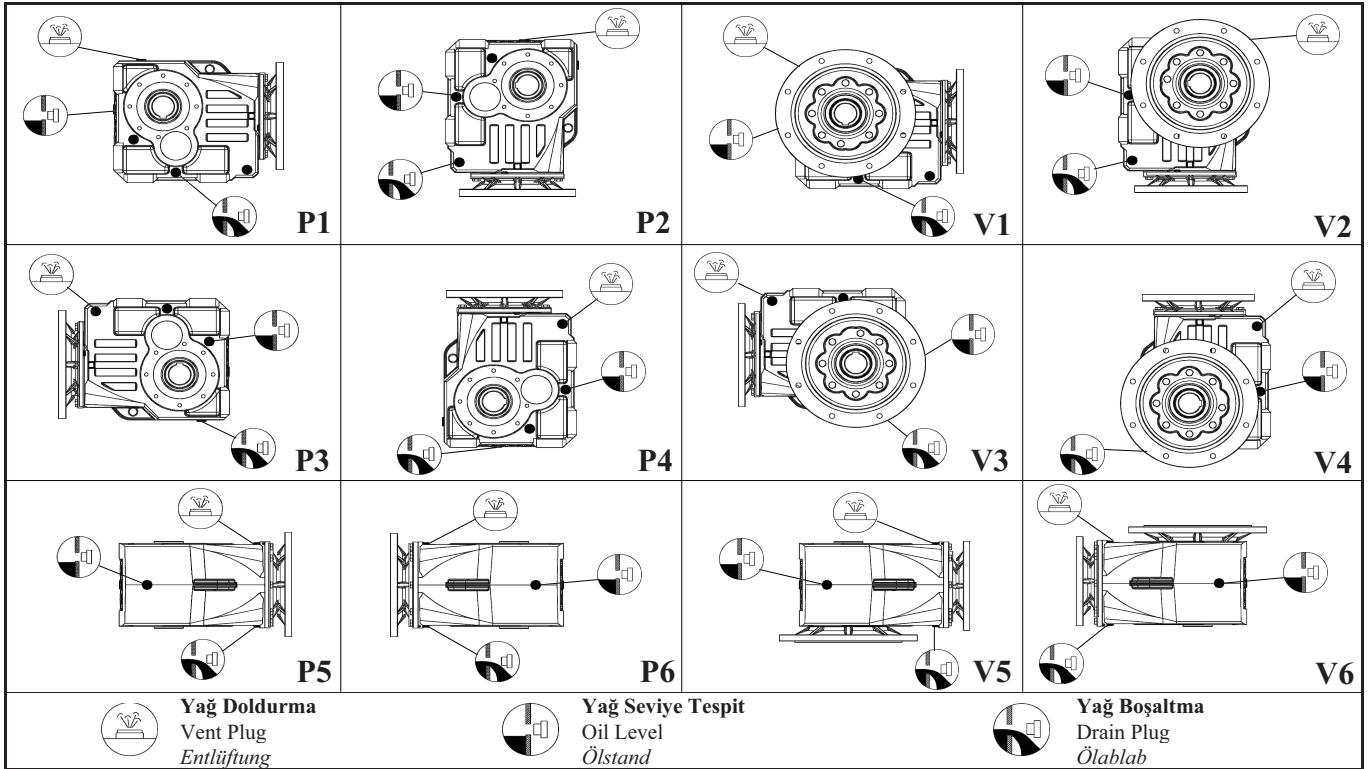 P1
P2
V1
V2
P3
P4
V3
V4
P5
P6
V5
V6
Yağ Doldurma
Vent Plug
Entlüftung
Yağ Seviye Tespit
Oil Level
Ölstand
Yağ Boşaltma
Drain Plug
Ölablab